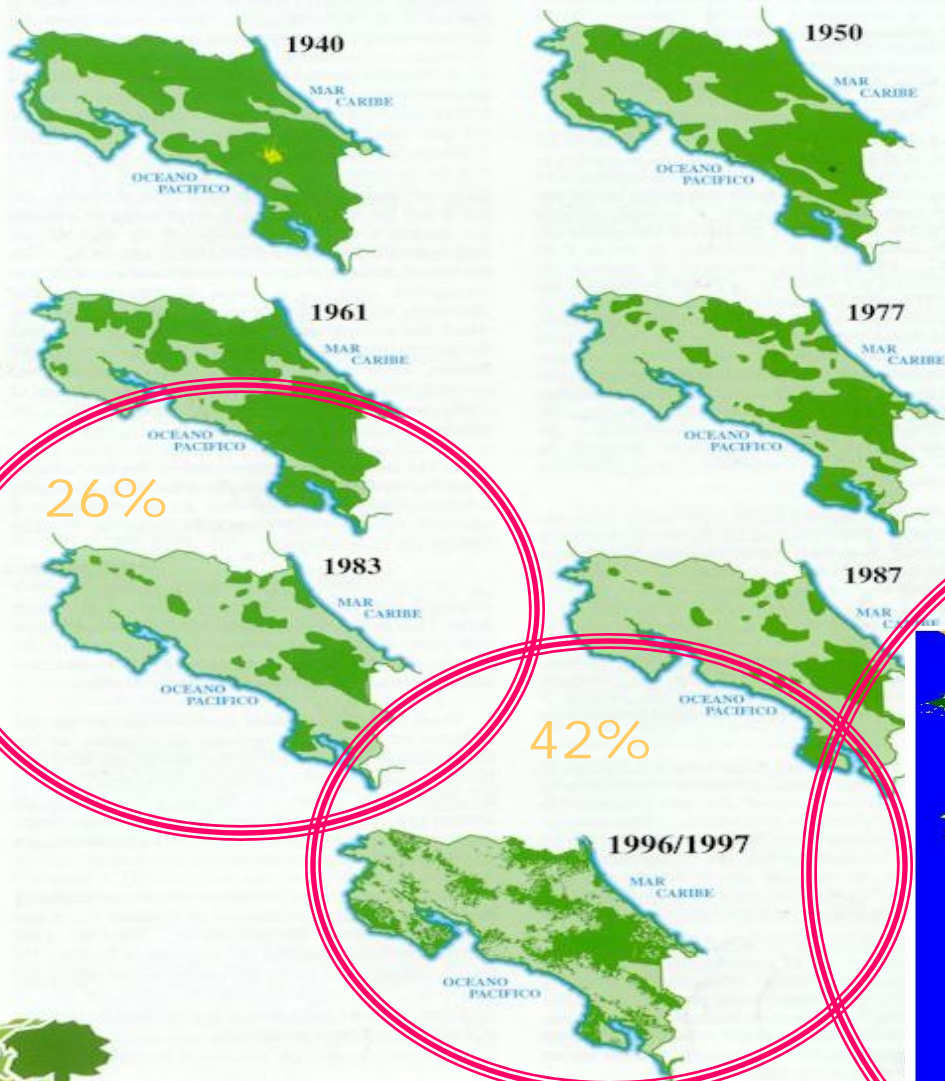 1940
MAR
CARIBE
OCEANO
PACIFICO
1950
MAR
CARIBE
OCEANO
PACIFICO
1961
MAR
CARIBE
OCEANO
PACIFICO
1977
MAR
CARIBE
OCEANO
PACIFICO
26%
1983
MAR
CARIBE
OCEANO
PACIFICO
1987
MAR
CARIBE
OCEANO
PACIFICO
42%
1996/1997
MAR
CARIBE
OCEANO
PACIFICO